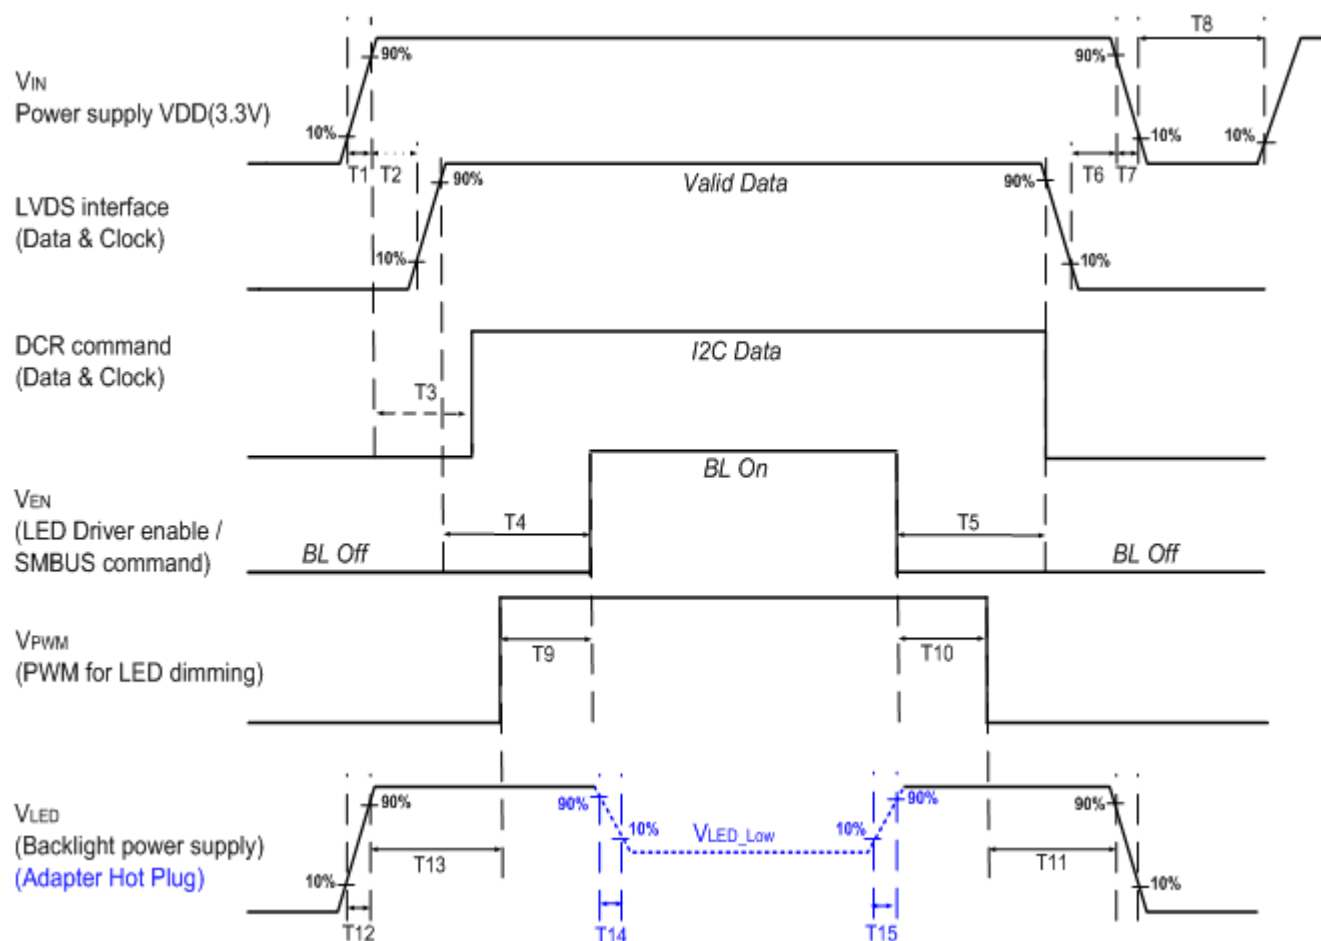 T8
90%
90%
VIN
Power supply VDD(3.3V)
10%
10%
10%
T1
T2
T6
T7
90%
Valid Data
90%
LVDS interface
(Data & Clock)
10%
10%
DCR command
(Data & Clock)
I2C Data
T3
BL On
VEN
(LED Driver enable /
SMBUS command)
T4
T5
BL Off
BL Off
VPWM
(PWM for LED dimming)
T9
T10
VLED
(Backlight power supply)
(Adapter Hot Plug)
90%
90%
90%
90%
10%
VLED_Low
10%
T13
T11
10%
10%
T12
T14
T15